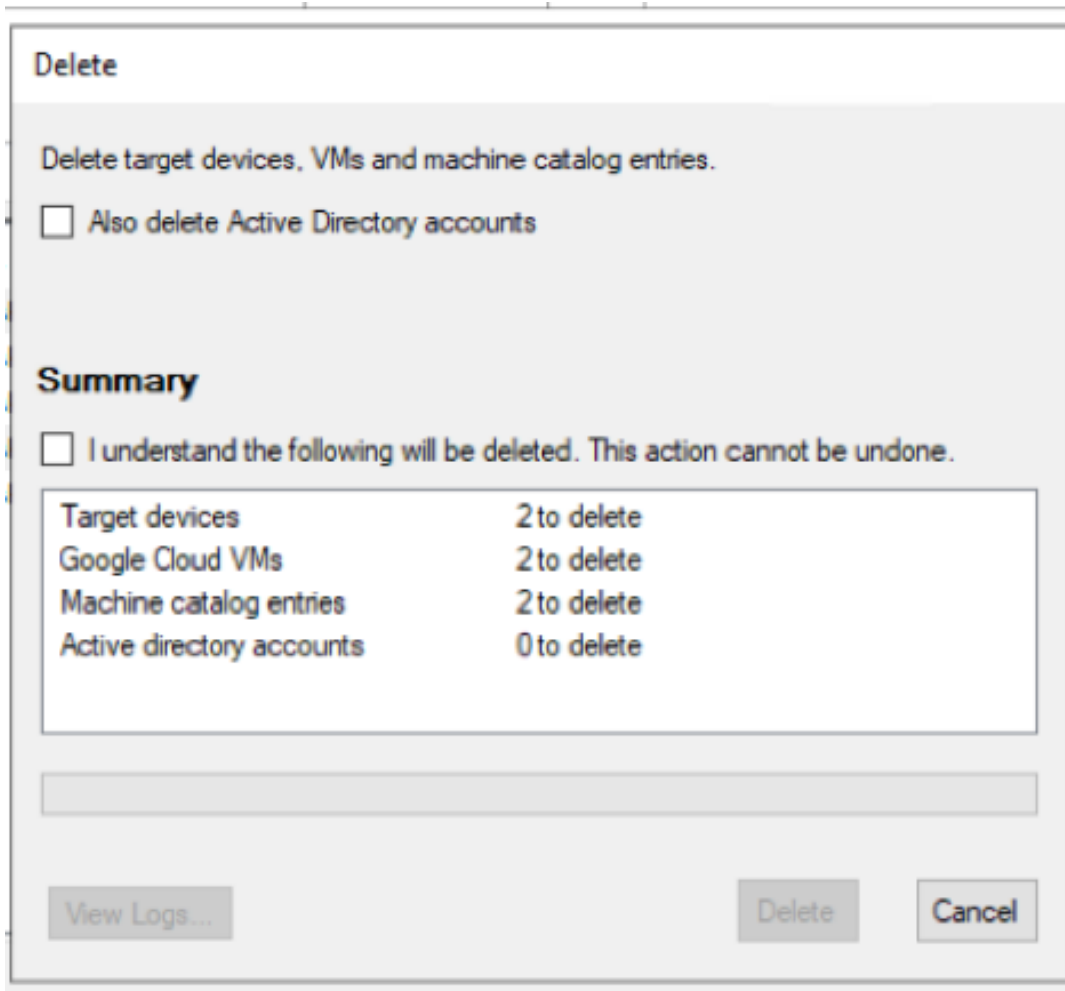 Delete
Delete target devices, VMs and machine catalog entries.
Also delete Active Directory accounts
Summary
I understand the following will be deleted. This action cannot be undone.
Target devices 2 to delete
Google Cloud VMs 2 to delete
Machine catalog entries 2 to delete
Active directory accounts 0 to delete
View Logs... Delete Cancel